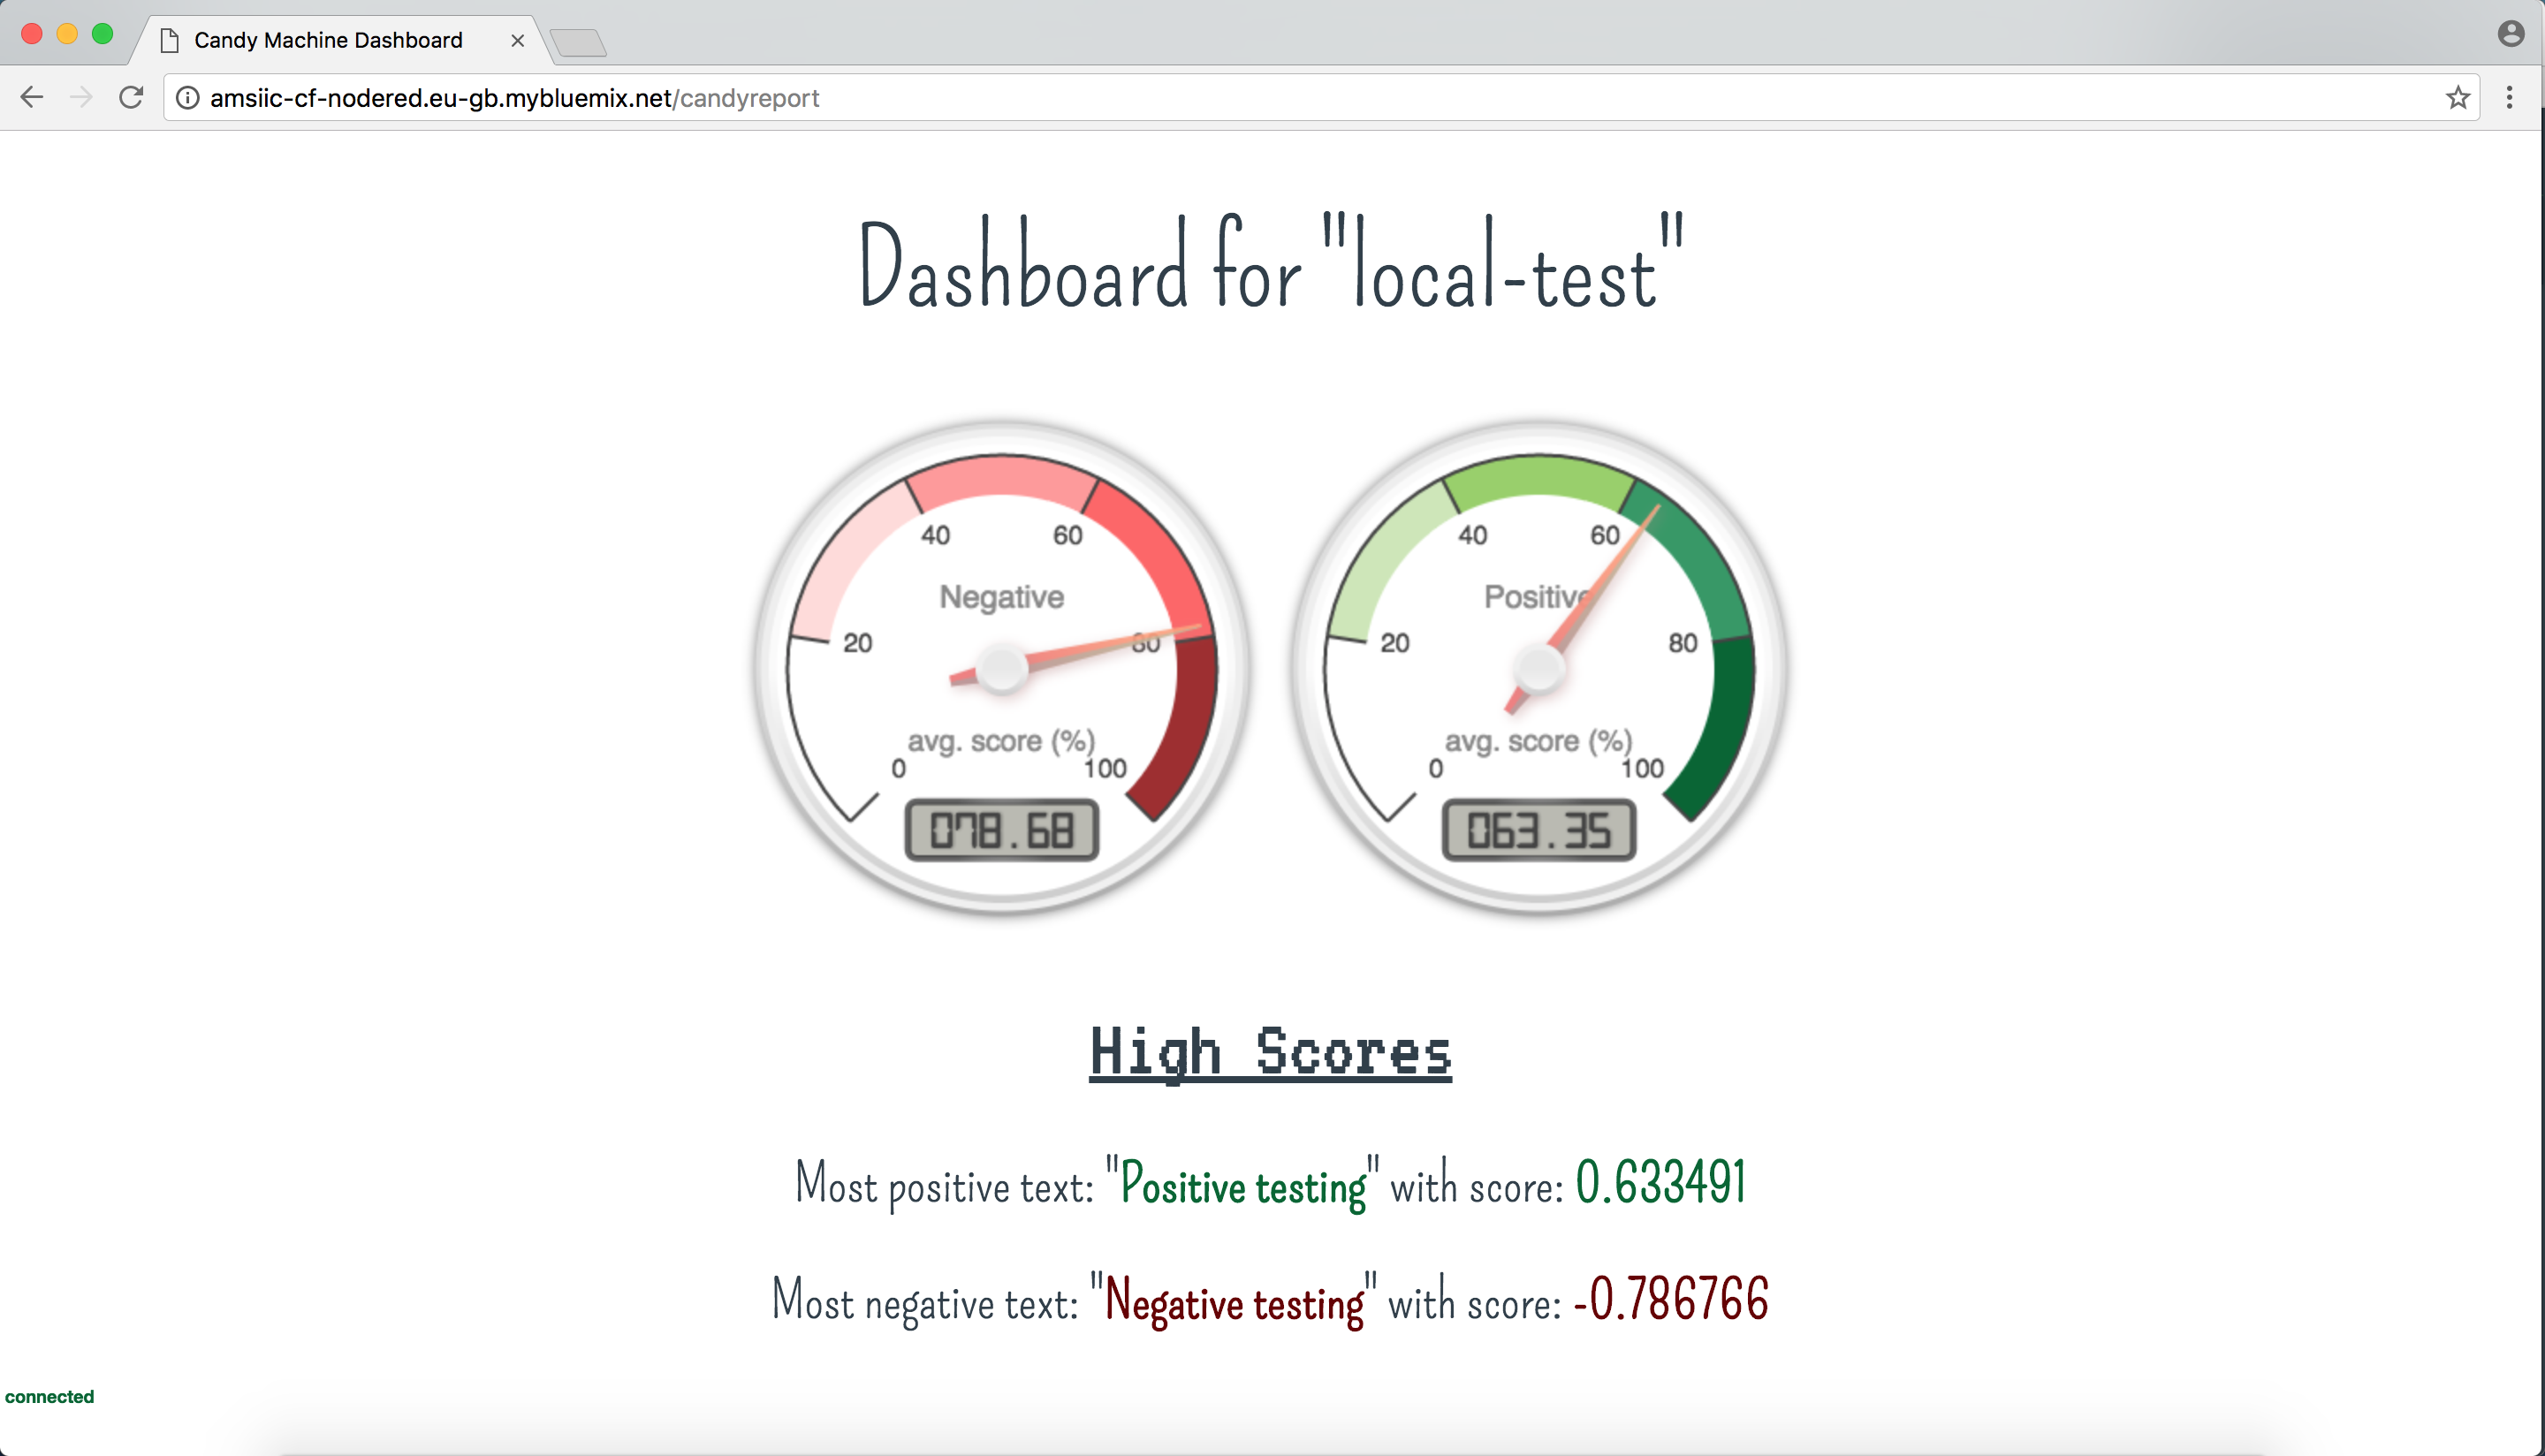 Candy Machine Dashboard
amsiic-cf-nodered.eu-gb.mybluemix.net/candyreport
Dashboard for "local-test"
40 60
Negative
20 80
avg. score (%)
0 100
078.68
40 60
Positive
20 80
avg. score (%)
0 100
063.35
High Scores
Most positive text: "Positive testing" with score: 0.633491
Most negative text: "Negative testing" with score: -0.786766
connected